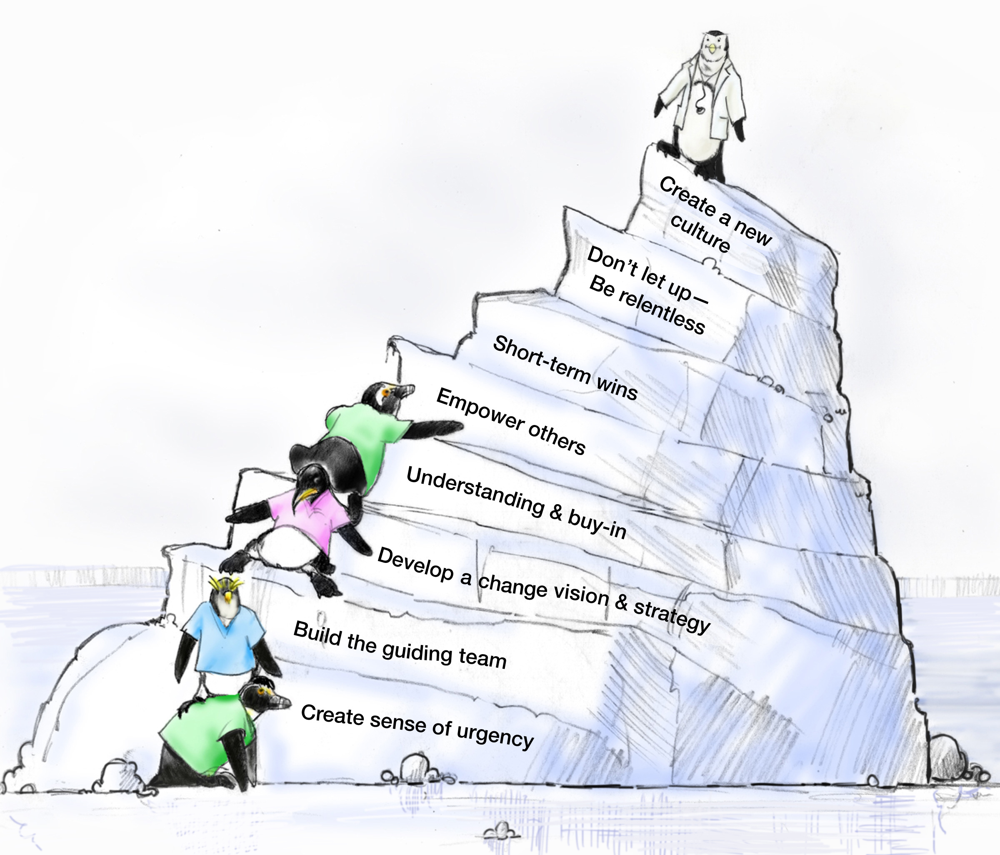 Create a new
culture
Don’t let up—
Be relentless
Short-term wins
Empower others
Understanding & buy-in
Develop a change vision & strategy
Build the guiding team
Create sense of urgency